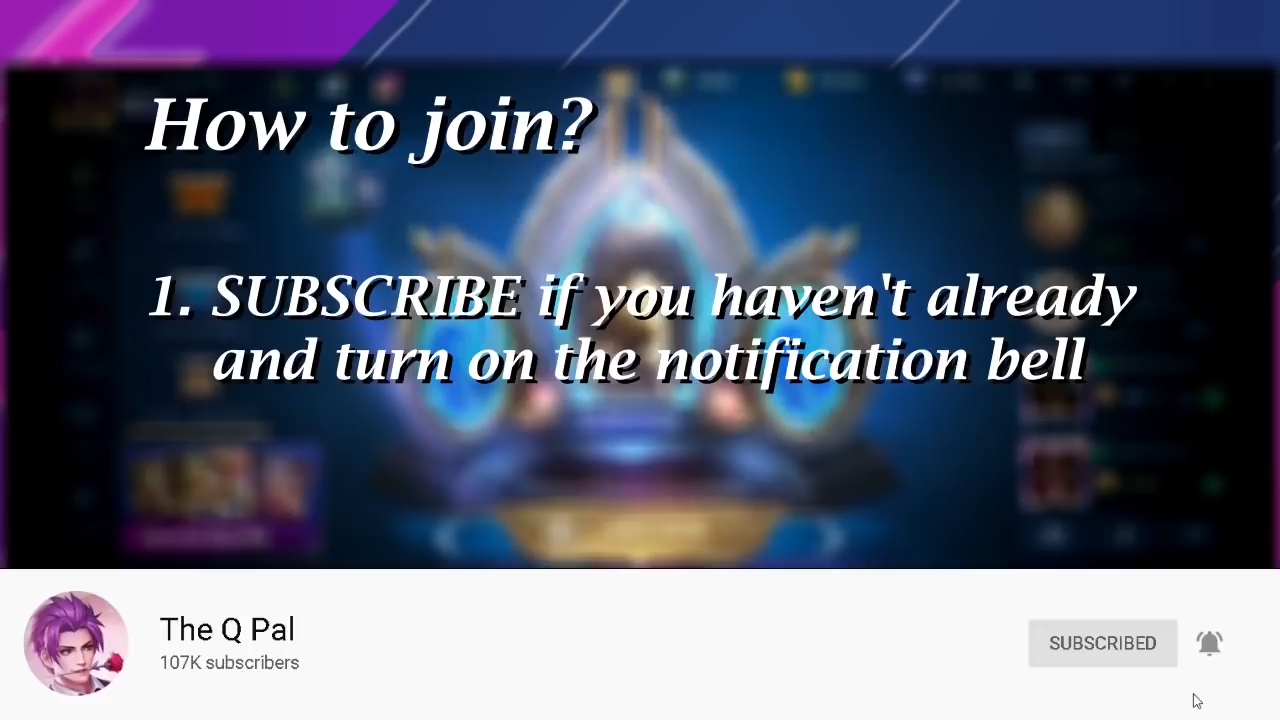 How to join?
1. SUBSCRIBE if you haven't already
and turn on the notification bell
The Q Pal
107K subscribers
SUBSCRIBED